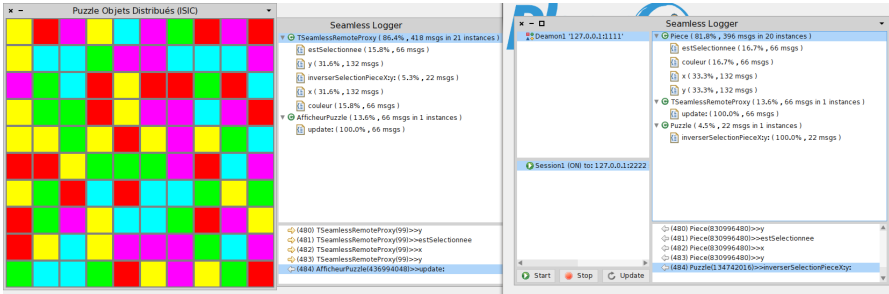 Puzzle Objets Distribués (ISIC)
Seamless Logger
TSeamlessRemoteProxy (86,4% , 418 msgs in 21 instances )
estSelectionnee (15,8% , 66 msgs )
y (31,6% , 132 msgs )
inverserSelectionPieceX:y: (5,3% , 22 msgs )
x (31,6% , 132 msgs )
couleur (15,8% , 66 msgs )
AfficheurPuzzle (13,6% , 66 msgs in 1 instances )
update: (100,0% , 66 msgs )
(480) TSeamlessRemoteProxy(99)>>y
(481) TSeamlessRemoteProxy(99)>>estSelectionnee
(482) TSeamlessRemoteProxy(99)>>x
(483) TSeamlessRemoteProxy(99)>>y
(484) AfficheurPuzzle(436994048)>>update:
Seamless Logger
Deamon1 '127.0.0.1:1111'
Session1 (ON) to: 127.0.0.1:2222
Start
Stop
Update
Piece (81,8% , 396 msgs in 20 instances )
estSelectionnee (16,7% , 66 msgs )
couleur (16,7% , 66 msgs )
x (33,3% , 132 msgs )
y (33,3% , 132 msgs )
TSeamlessRemoteProxy (13,6% , 66 msgs in 1 instances )
update: (100,0% , 66 msgs )
Puzzle (4,5% , 22 msgs in 1 instances )
inverserSelectionPieceX:y: (100,0% , 22 msgs )
(480) Piece(830996480)>>y
(481) Piece(830996480)>>estSelectionnee
(482) Piece(830996480)>>x
(483) Piece(830996480)>>y
(484) Puzzle(134742016)>>inverserSelectionPieceX:y: